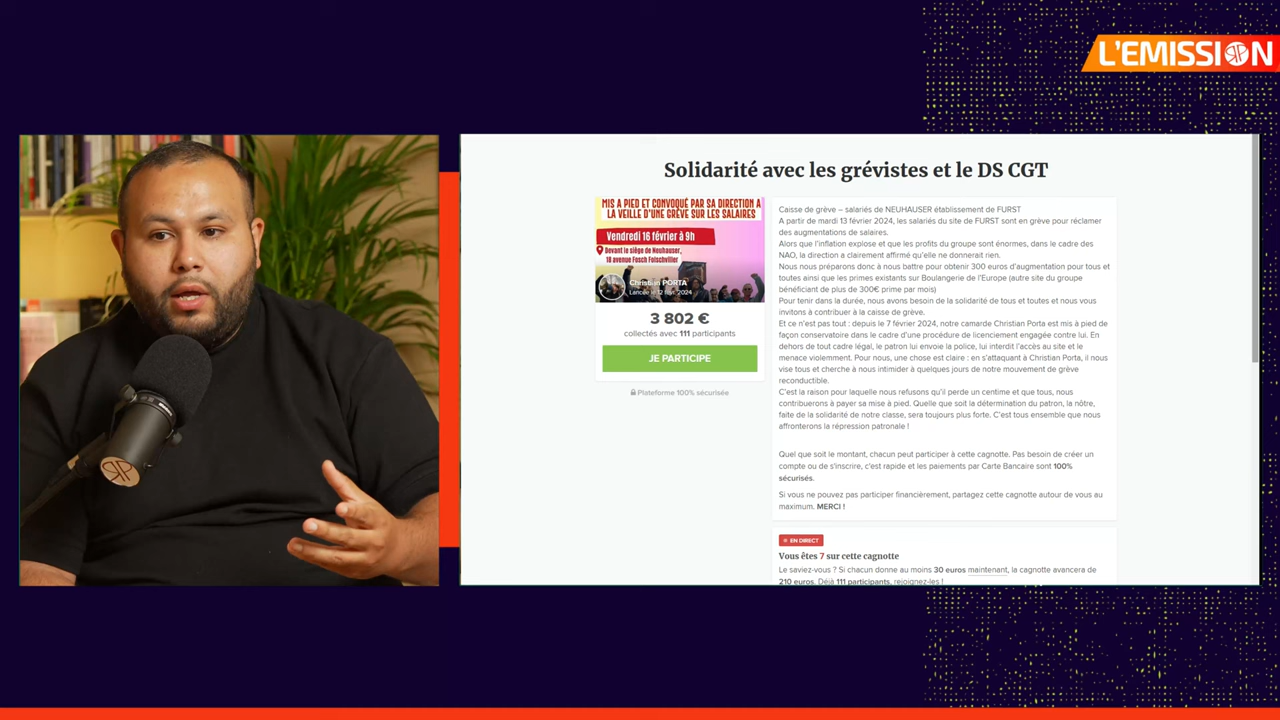 L'EMISSION
Solidarité avec les grévistes et le DS CGT
MIS A PIED ET CONVOQUÉ PAR SA DIRECTION A
LA VEILLE D'UNE GRÈVE SUR LES SALAIRES
Vendredi 16 février à 9h
Devant le siège de Neuhauser,
18 avenue Foch Folschviller
Christian PORTA
Lancée le 12 févr. 2024
3 802 €
collectés avec 111 participants
JE PARTICIPE
Plateforme 100% sécurisée
Caisse de grève – salariés de NEUHAUSER établissement de FURST
A partir de mardi 13 février 2024, les salariés du site de FURST sont en grève pour réclamer
des augmentations de salaires.
Alors que l'inflation explose et que les profits du groupe sont énormes, dans le cadre des
NAO, la direction a clairement affirmé qu'elle ne donnerait rien.
Nous nous préparons donc à nous battre pour obtenir 300 euros d'augmentation pour tous et
toutes ainsi que les primes existants sur Boulangerie de l'Europe (autre site du groupe
bénéficiant de plus de 300€ prime par mois)
Pour tenir dans la durée, nous avons besoin de la solidarité de tous et toutes et nous vous
invitons à contribuer à la caisse de grève.
Et ce n'est pas tout : depuis le 7 février 2024, notre camarde Christian Porta est mis à pied de
façon conservatoire dans le cadre d'une procédure de licenciement engagée contre lui. En
dehors de tout cadre légal, le patron lui envoie la police, lui interdit l'accès au site et le
menace violemment. Pour nous, une chose est claire : en s'attaquant à Christian Porta, il nous
vise tous et cherche à nous intimider à quelques jours de notre mouvement de grève
reconductible.
C'est la raison pour laquelle nous refusons qu'il perde un centime et que tous, nous
contribuerons à payer sa mise à pied. Quelle que soit la détermination du patron, la nôtre,
faite de la solidarité de notre classe, sera toujours plus forte. C'est tous ensemble que nous
affronterons la répression patronale !
Quel que soit le montant, chacun peut participer à cette cagnotte. Pas besoin de créer un
compte ou de s'inscrire, c'est rapide et les paiements par Carte Bancaire sont 100%
sécurisés.
Si vous ne pouvez pas participer financièrement, partagez cette cagnotte autour de vous au
maximum. MERCI !
EN DIRECT
Vous êtes 7 sur cette cagnotte
Le saviez-vous ? Si chacun donne au moins 30 euros maintenant, la cagnotte avancera de
210 euros. Déjà 111 participants, rejoignez-les !